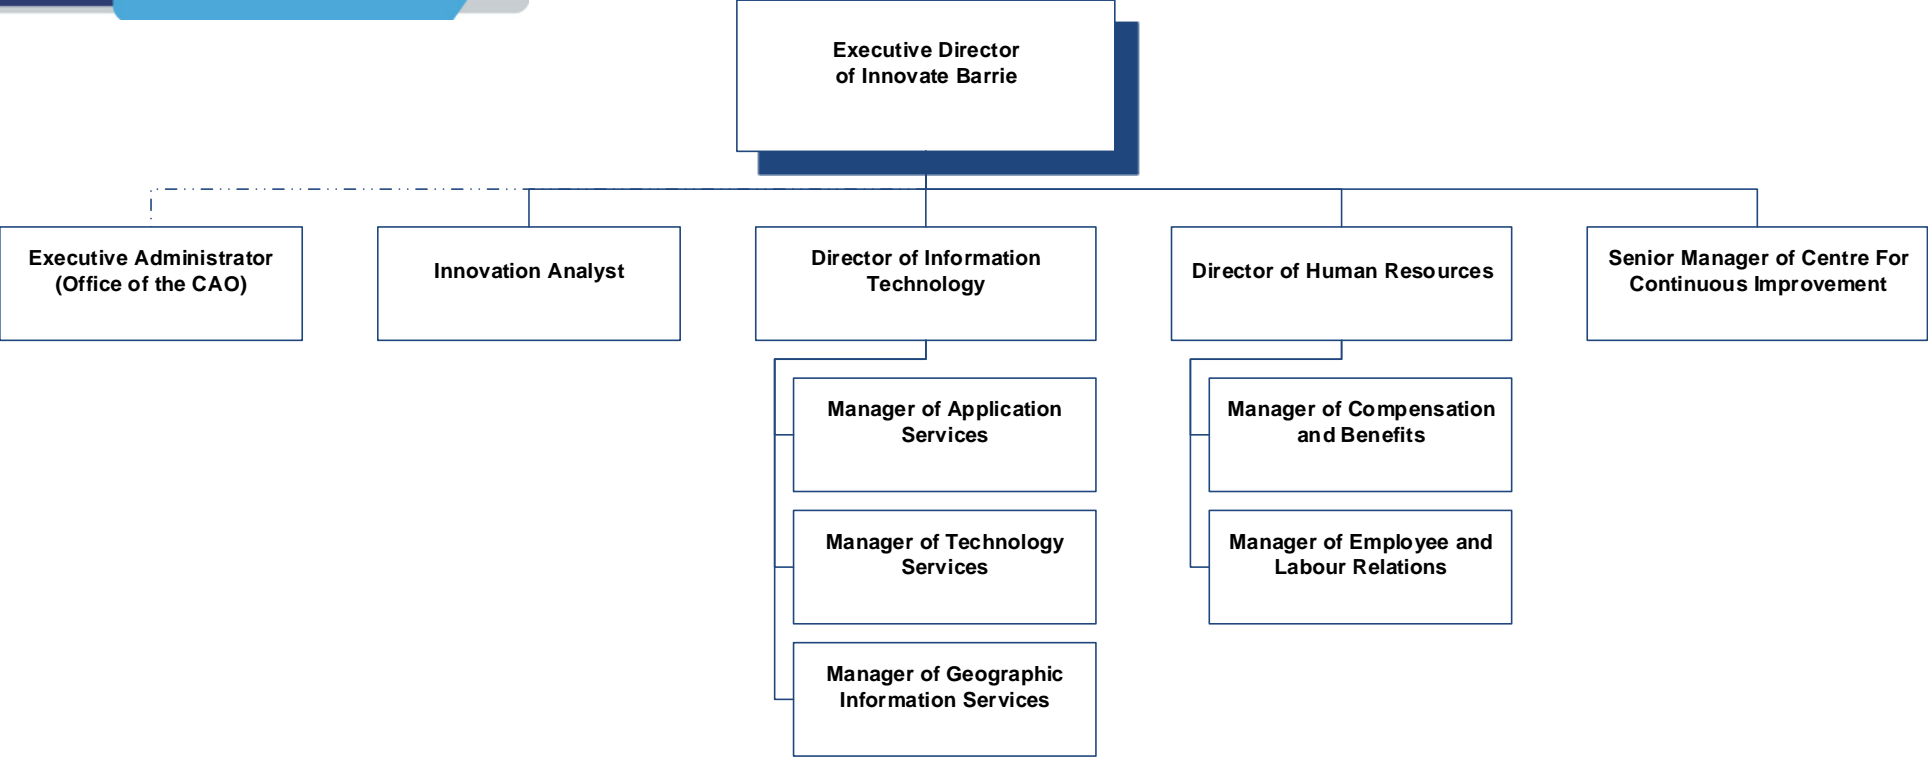 Executive Director
of Innovate Barrie
Executive Administrator
(Office of the CAO)
Innovation Analyst
Director of Information
Technology
Director of Human Resources
Senior Manager of Centre For
Continuous Improvement
Manager of Application
Services
Manager of Technology
Services
Manager of Geographic
Information Services
Manager of Compensation
and Benefits
Manager of Employee and
Labour Relations